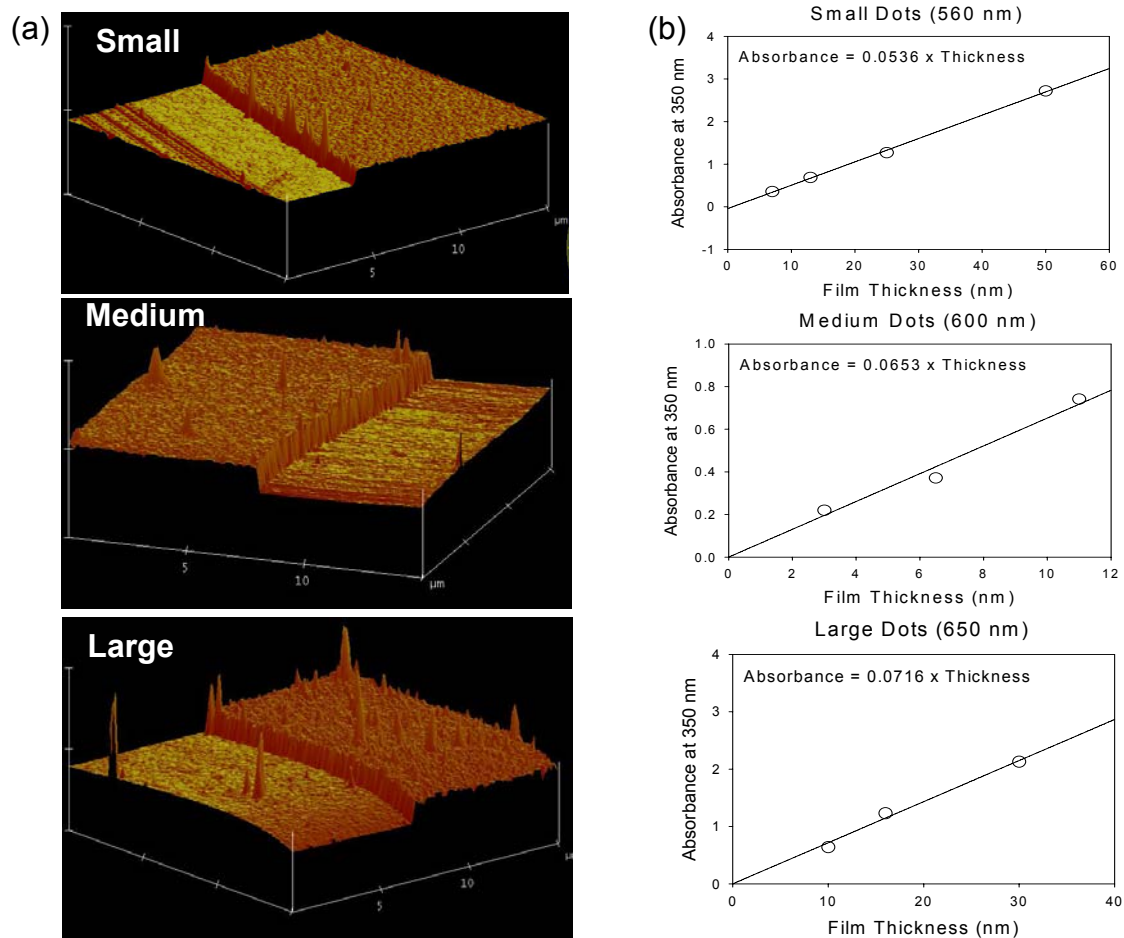 (a)
Small
5
10
μm
Medium
5
10
μm
Large
5
10
(b)
Small Dots (560 nm)
Absorbance = 0.0536 x Thickness
Absorbance at 350 nm
4
3
2
1
0
-1
0 10 20 30 40 50 60
Film Thickness (nm)
Medium Dots (600 nm)
Absorbance = 0.0653 x Thickness
Absorbance at 350 nm
1.0
0.8
0.6
0.4
0.2
0.0
0 2 4 6 8 10 12
Film Thickness (nm)
Large Dots (650 nm)
Absorbance = 0.0716 x Thickness
Absorbance at 350 nm
4
3
2
1
0
0 10 20 30 40
Film Thickness (nm)